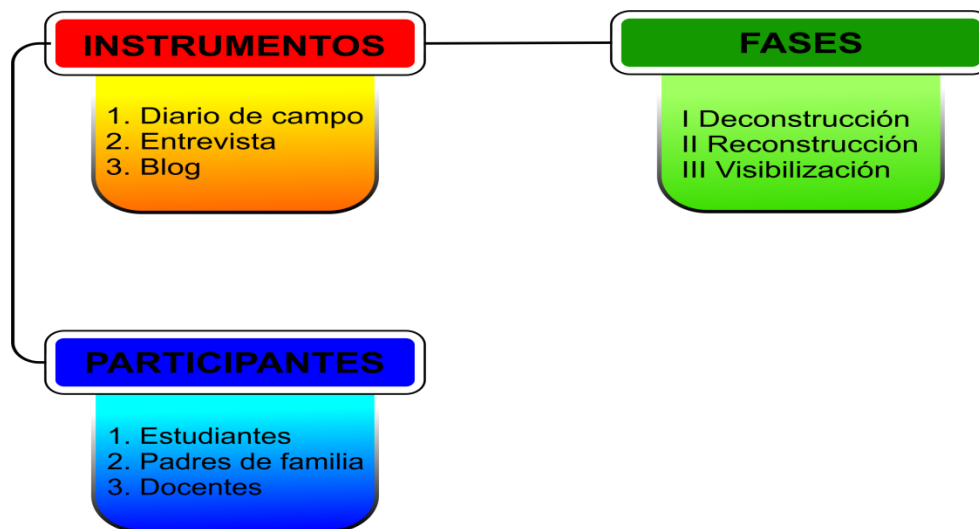 INSTRUMENTOS
1. Diario de campo
2. Entrevista
3. Blog
FASES
I Deconstrucción
II Reconstrucción
III Visibilización
PARTICIPANTES
1. Estudiantes
2. Padres de familia
3. Docentes